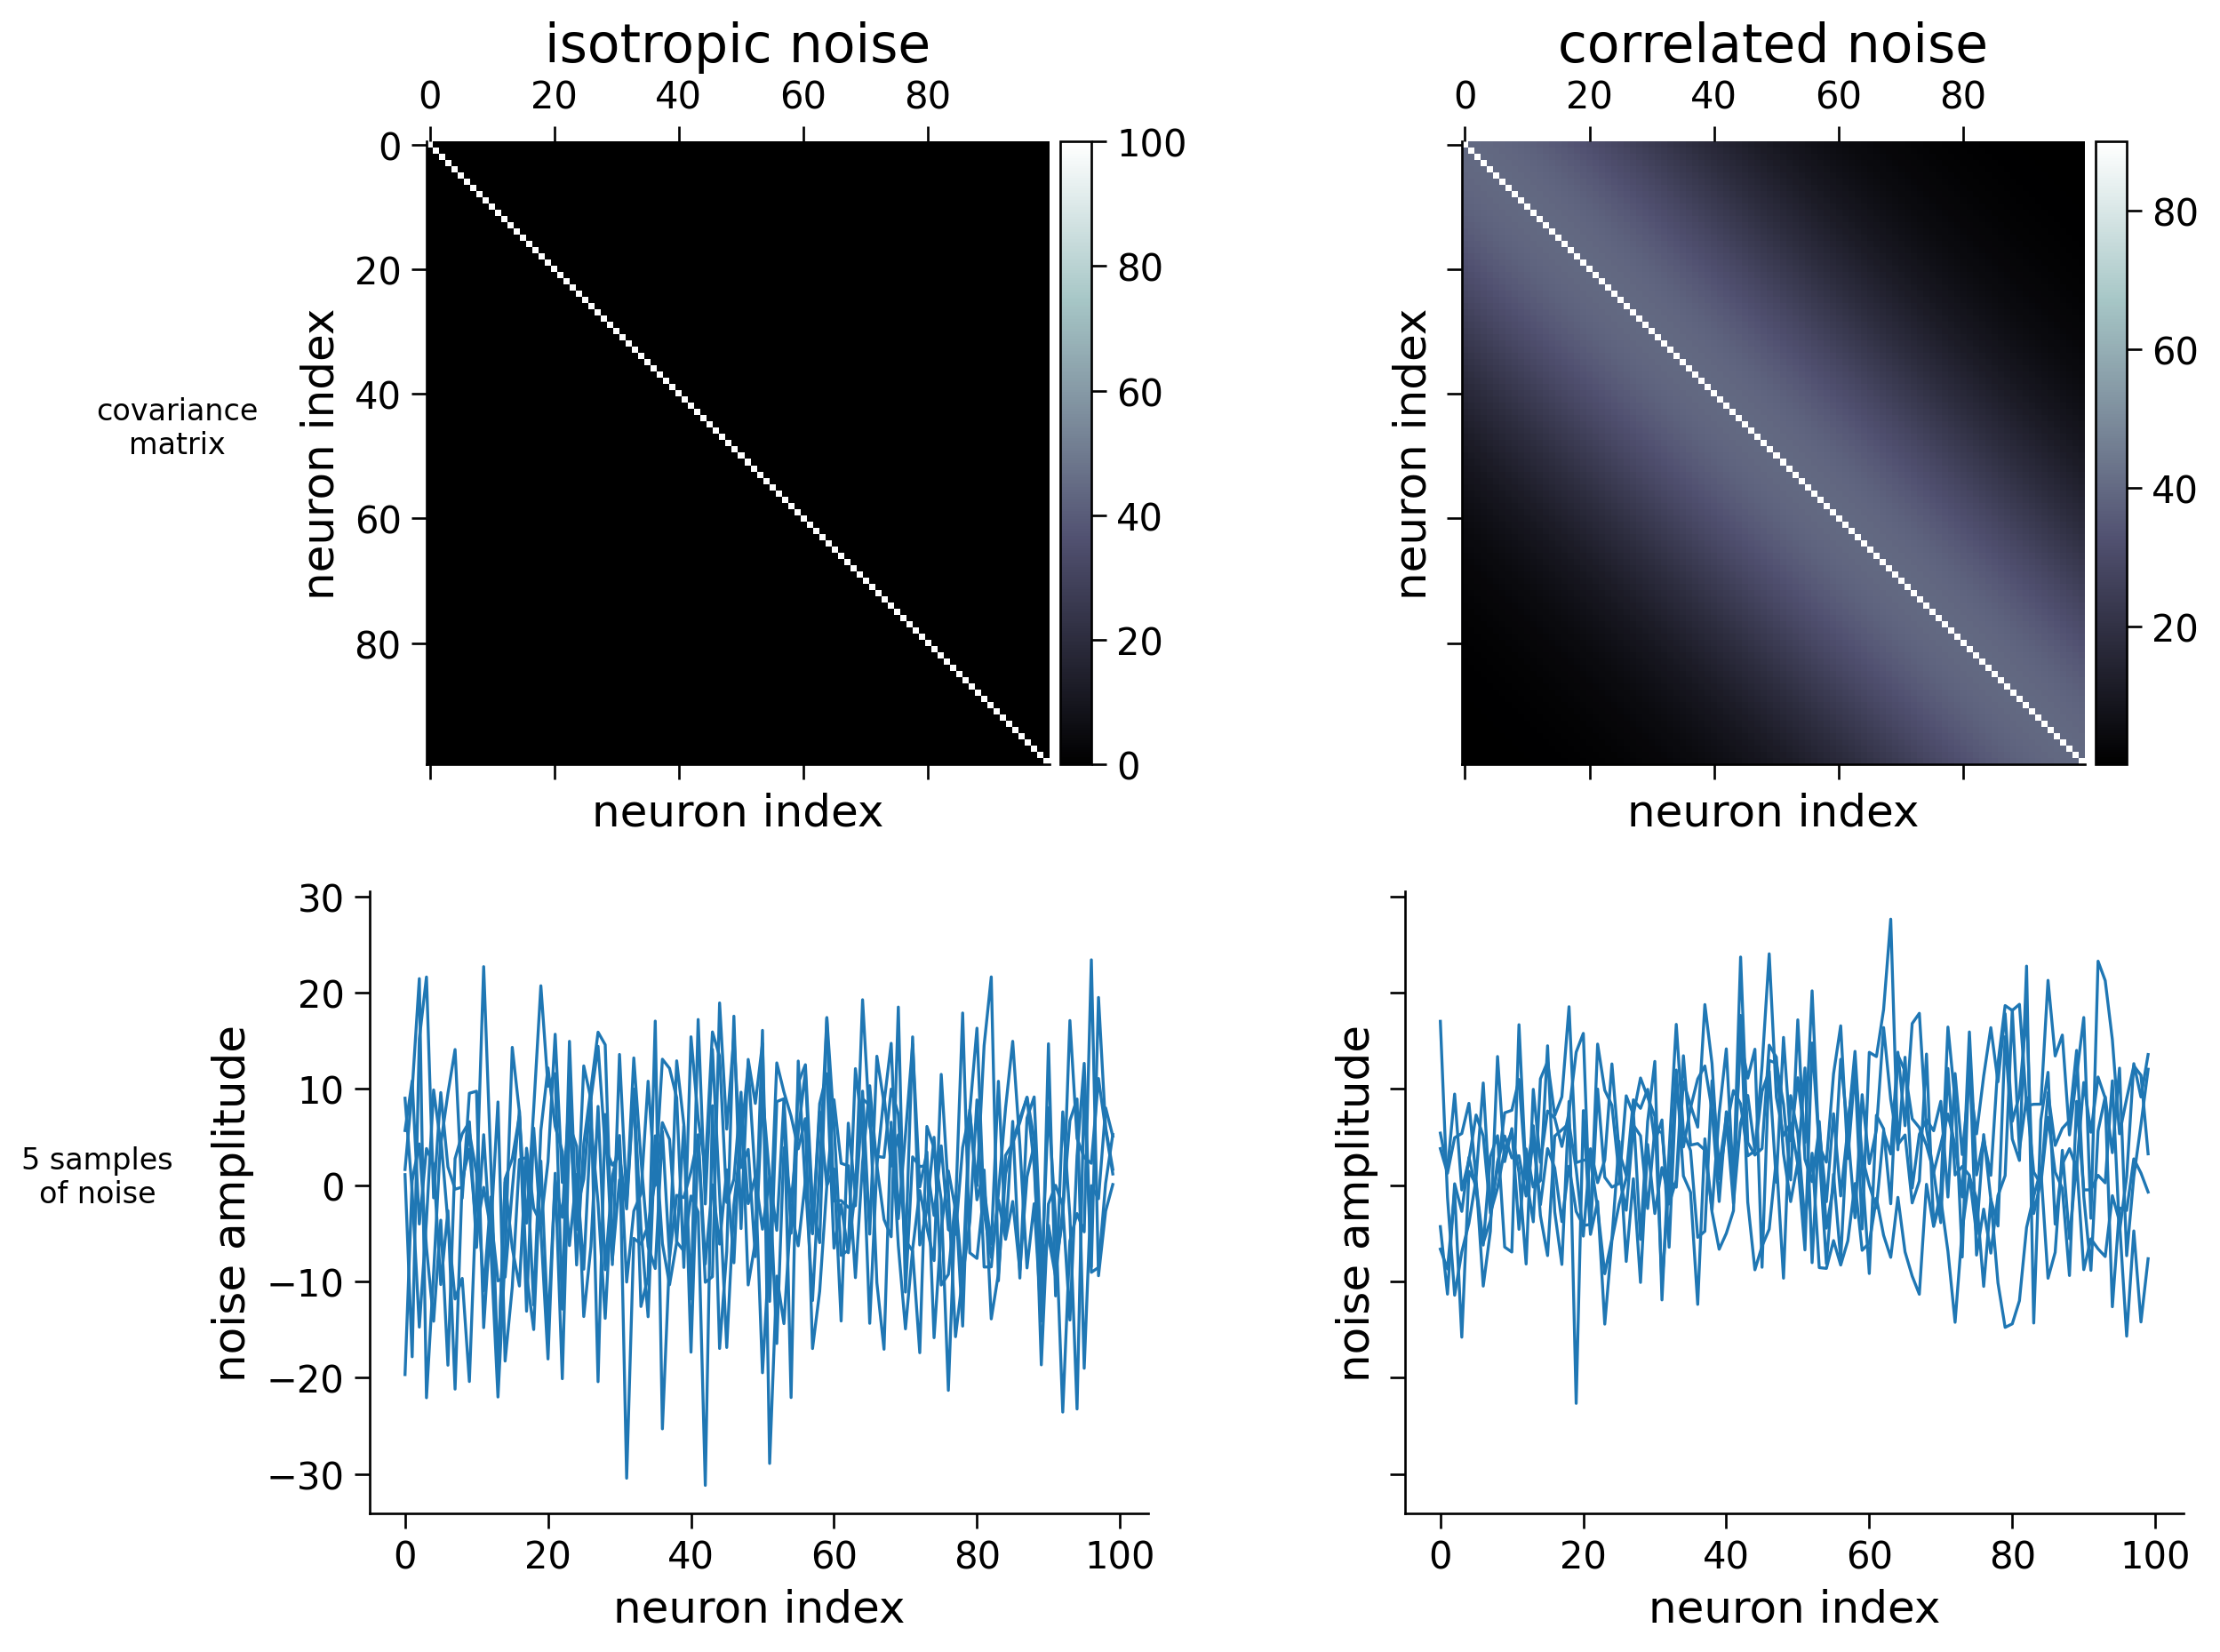 isotropic noise
0 20 40 60 80
0
20
40
60
80
neuron index
covariance
matrix
100
80
60
40
20
0
neuron index
correlated noise
0 20 40 60 80
neuron index
80
60
40
20
neuron index
5 samples
of noise
noise amplitude
30
20
10
0
−10
−20
−30
0 20 40 60 80 100
neuron index
noise amplitude
0 20 40 60 80 100
neuron index